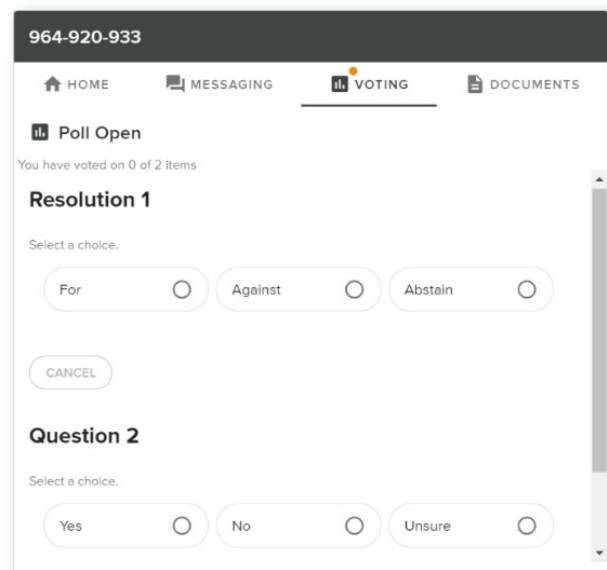 964-920-933
HOME MESSAGING VOTING DOCUMENTS
Poll Open
You have voted on 0 of 2 items
Resolution 1
Select a choice.
For Against Abstain
CANCEL
Question 2
Select a choice.
Yes No Unsure